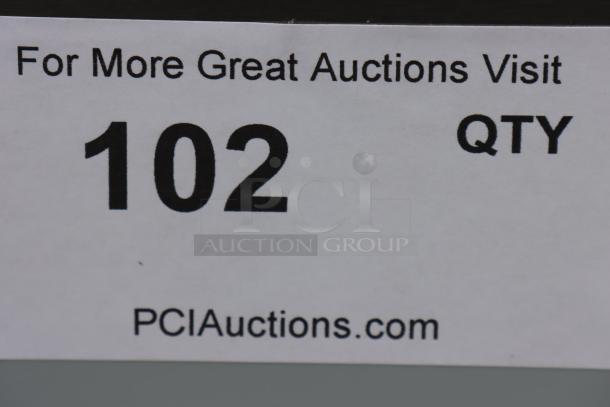 For More Great Auctions Visit
102 QTY
PCI
AUCTION GROUP
PCIAuctions.com